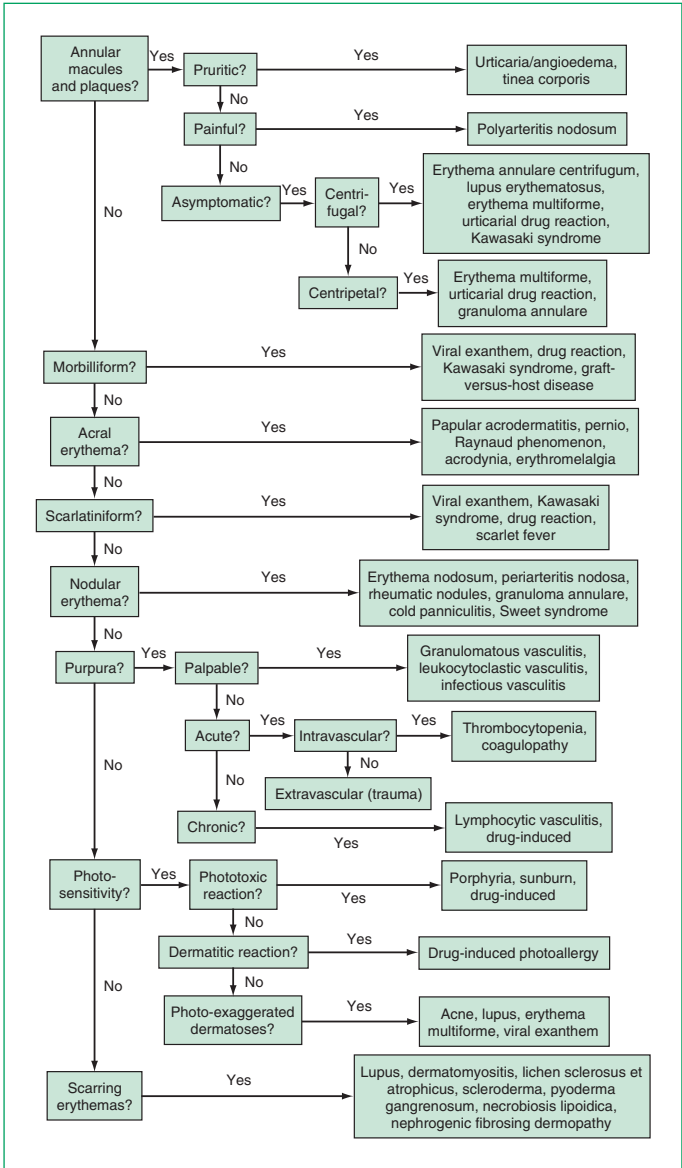 Annular
macules
and plaques?
Yes
Pruritic?
Yes
Urticaria/angioedema,
tinea corporis
No
Painful?
Yes
Polyarteritis nodosum
No
No
Asymptomatic?
Yes
Centri-
fugal?
Yes
Erythema annulare centrifugum,
lupus erythematosus,
erythema multiforme,
urticarial drug reaction,
Kawasaki syndrome
No
Centripetal?
Yes
Erythema multiforme,
urticarial drug reaction,
granuloma annulare
Morbilliform?
Yes
Viral exanthem, drug reaction,
Kawasaki syndrome, graft-
versus-host disease
No
Acral
erythema?
Yes
Papular acrodermatitis, pernio,
Raynaud phenomenon,
acrodynia, erythromelalgia
No
Scarlatiniform?
Yes
Viral exanthem, Kawasaki
syndrome, drug reaction,
scarlet fever
No
Nodular
erythema?
Yes
Erythema nodosum, periarteritis nodosa,
rheumatic nodules, granuloma annulare,
cold panniculitis, Sweet syndrome
No
Purpura?
Yes
Palpable?
Yes
Granulomatous vasculitis,
leukocytoclastic vasculitis,
infectious vasculitis
No
Acute?
Yes
Intravascular?
Yes
Thrombocytopenia,
coagulopathy
No
No
No
Extravascular (trauma)
Chronic?
Yes
Lymphocytic vasculitis,
drug-induced
Photo-
sensitivity?
Yes
Phototoxic
reaction?
Yes
Porphyria, sunburn,
drug-induced
No
Dermatitic reaction?
Yes
Drug-induced photoallergy
No
No
Photo-exaggerated
dermatoses?
Yes
Acne, lupus, erythema
multiforme, viral exanthem
Scarring
erythemas?
Yes
Lupus, dermatomyositis, lichen sclerosus et
atrophicus, scleroderma, pyoderma
gangrenosum, necrobiosis lipoidica,
nephrogenic fibrosing dermopathy